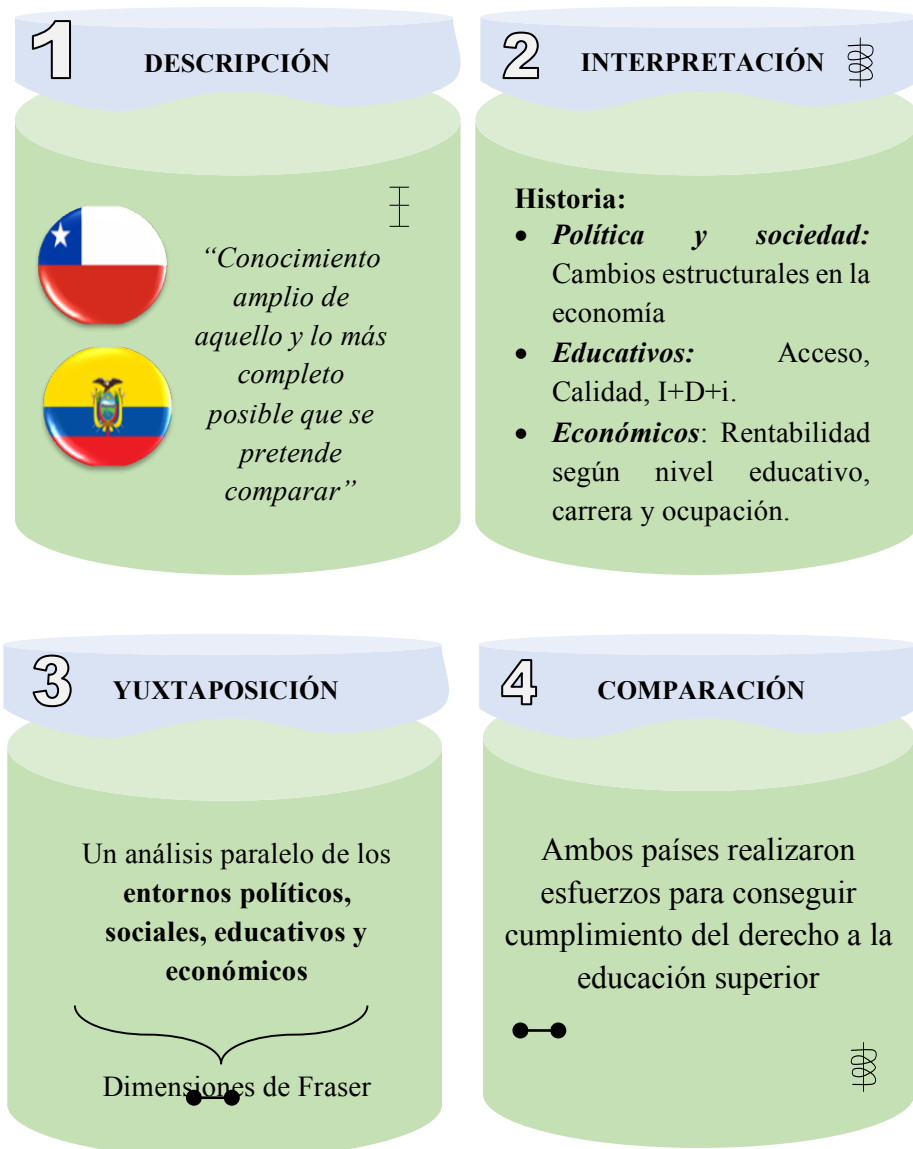 1
DESCRIPCIÓN
“Conocimiento
amplio de
aquello y lo más
completo
posible que se
pretende
comparar”
2
INTERPRETACIÓN
Historia:
• Política y sociedad:
Cambios estructurales en la
economía
• Educativos: Acceso,
Calidad, I+D+i.
• Económicos: Rentabilidad
según nivel educativo,
carrera y ocupación.
3
YUXTAPOSICIÓN
Un análisis paralelo de los
entornos políticos,
sociales, educativos y
económicos
Dimensiones de Fraser
4
COMPARACIÓN
Ambos países realizaron
esfuerzos para conseguir
cumplimiento del derecho a la
educación superior